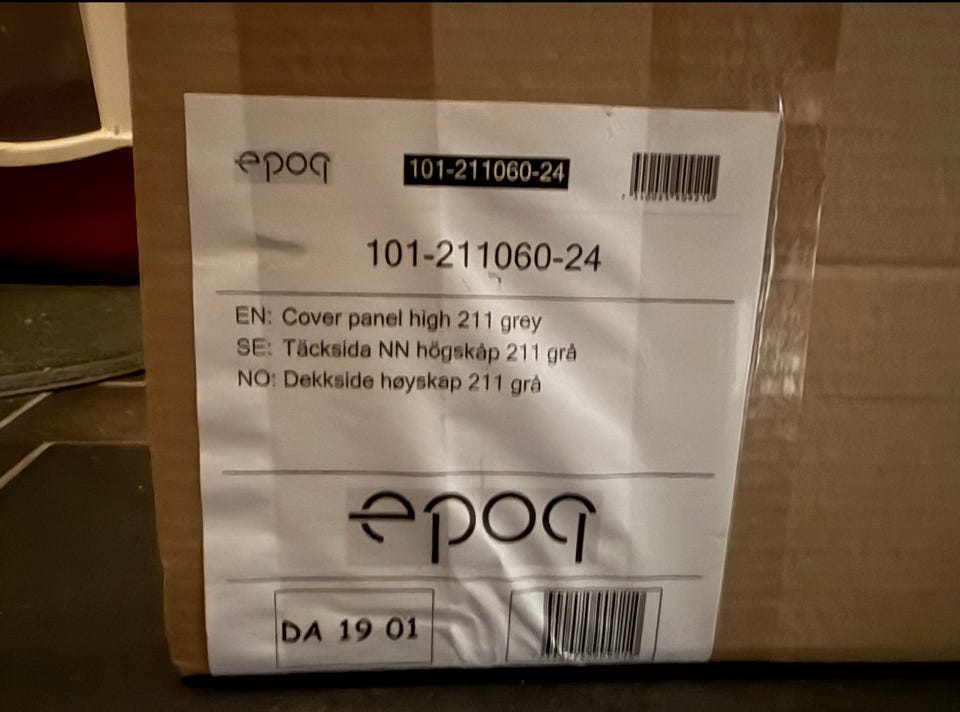 epoq
101-211060-24
101-211060-24
EN: Cover panel high 211 grey
SE: Täcksida NN högskåp 211 grå
NO: Dekkside høyskap 211 grå
epoq
DA 19 01